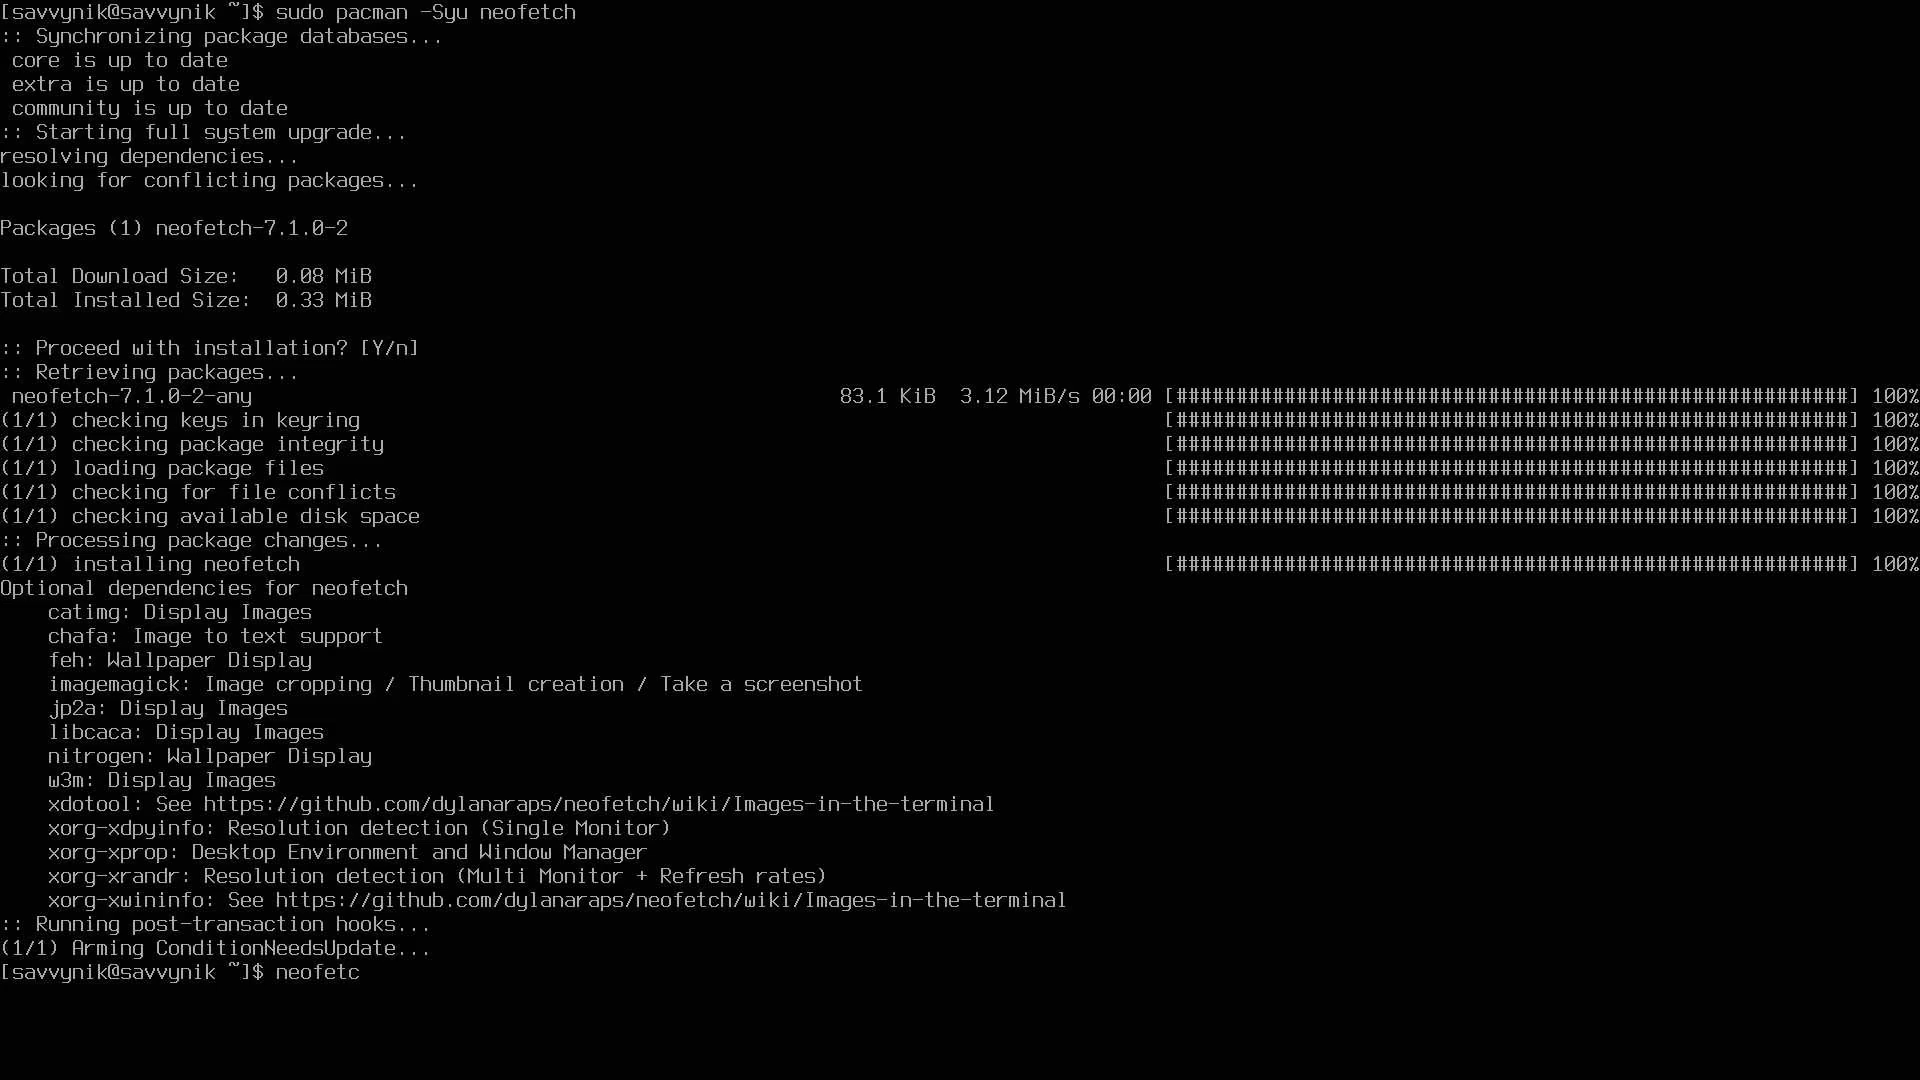 [savvynik@savvynik ~]$ sudo pacman -Syu neofetch
:: Synchronizing package databases...
 core is up to date
 extra is up to date
 community is up to date
:: Starting full system upgrade...
resolving dependencies...
looking for conflicting packages...

Packages (1) neofetch-7.1.0-2

Total Download Size:   0.08 MiB
Total Installed Size:  0.33 MiB

:: Proceed with installation? [Y/n]
:: Retrieving packages...
 neofetch-7.1.0-2-any 83.1 KiB  3.12 MiB/s 00:00 [########################################################] 100%
(1/1) checking keys in keyring [########################################################] 100%
(1/1) checking package integrity [########################################################] 100%
(1/1) loading package files [########################################################] 100%
(1/1) checking for file conflicts [########################################################] 100%
(1/1) checking available disk space [########################################################] 100%
:: Processing package changes...
(1/1) installing neofetch [########################################################] 100%
Optional dependencies for neofetch
    catimg: Display Images
    chafa: Image to text support
    feh: Wallpaper Display
    imagemagick: Image cropping / Thumbnail creation / Take a screenshot
    jp2a: Display Images
    libcaca: Display Images
    nitrogen: Wallpaper Display
    w3m: Display Images
    xdotool: See https://github.com/dylanaraps/neofetch/wiki/Images-in-the-terminal
    xorg-xdpyinfo: Resolution detection (Single Monitor)
    xorg-xprop: Desktop Environment and Window Manager
    xorg-xrandr: Resolution detection (Multi Monitor + Refresh rates)
    xorg-xwininfo: See https://github.com/dylanaraps/neofetch/wiki/Images-in-the-terminal
:: Running post-transaction hooks...
(1/1) Arming ConditionNeedsUpdate...
[savvynik@savvynik ~]$ neofetc